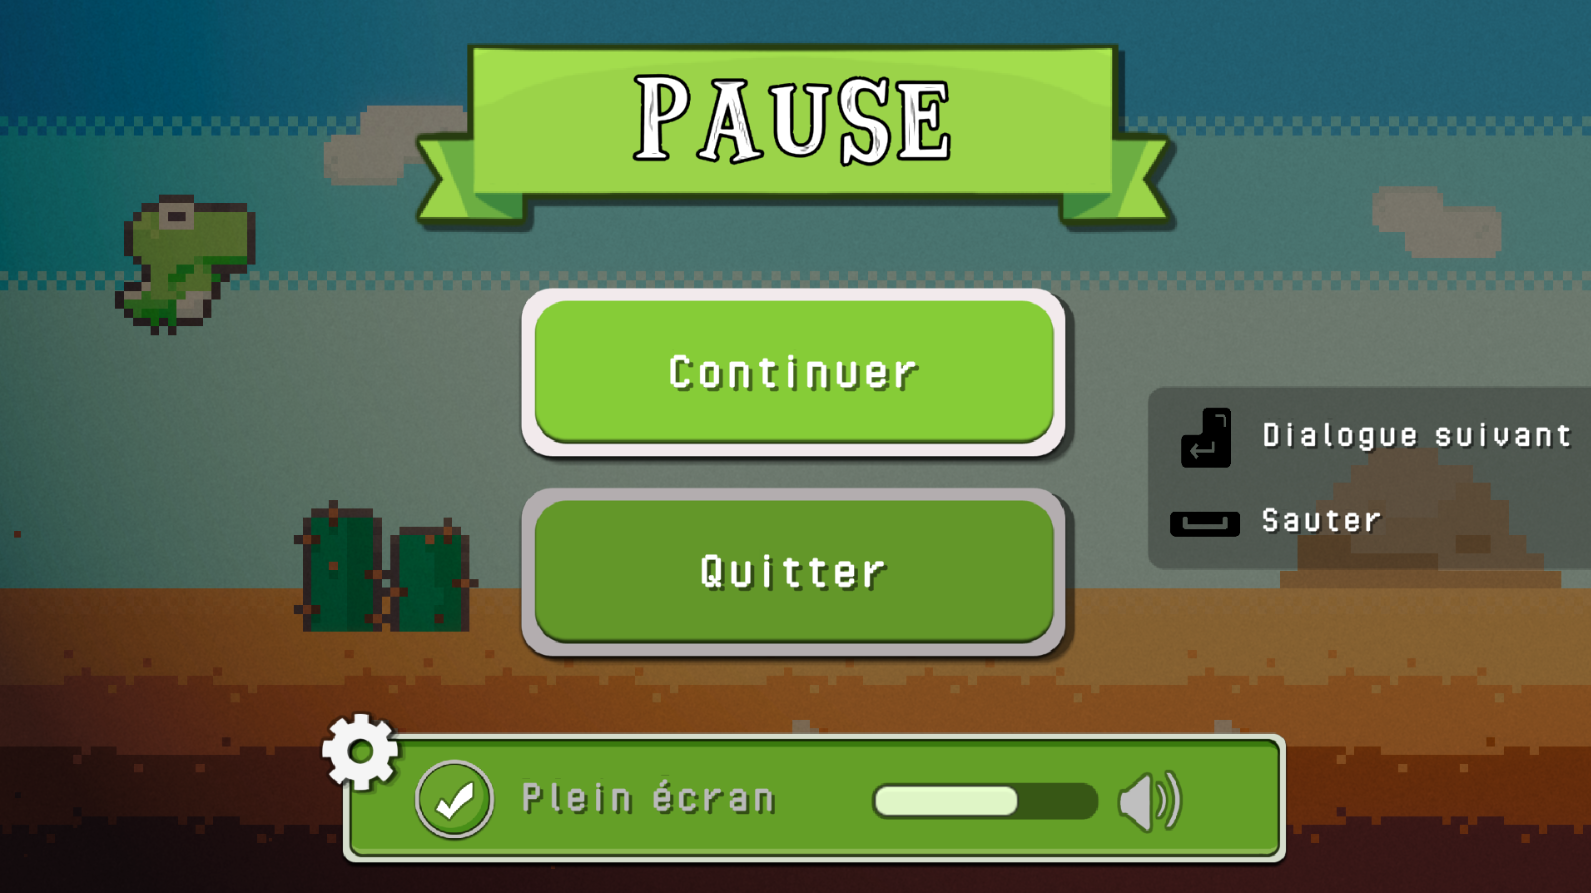 PAUSE
Continuer
Dialogue suivant
Sauter
Quitter
Plein écran